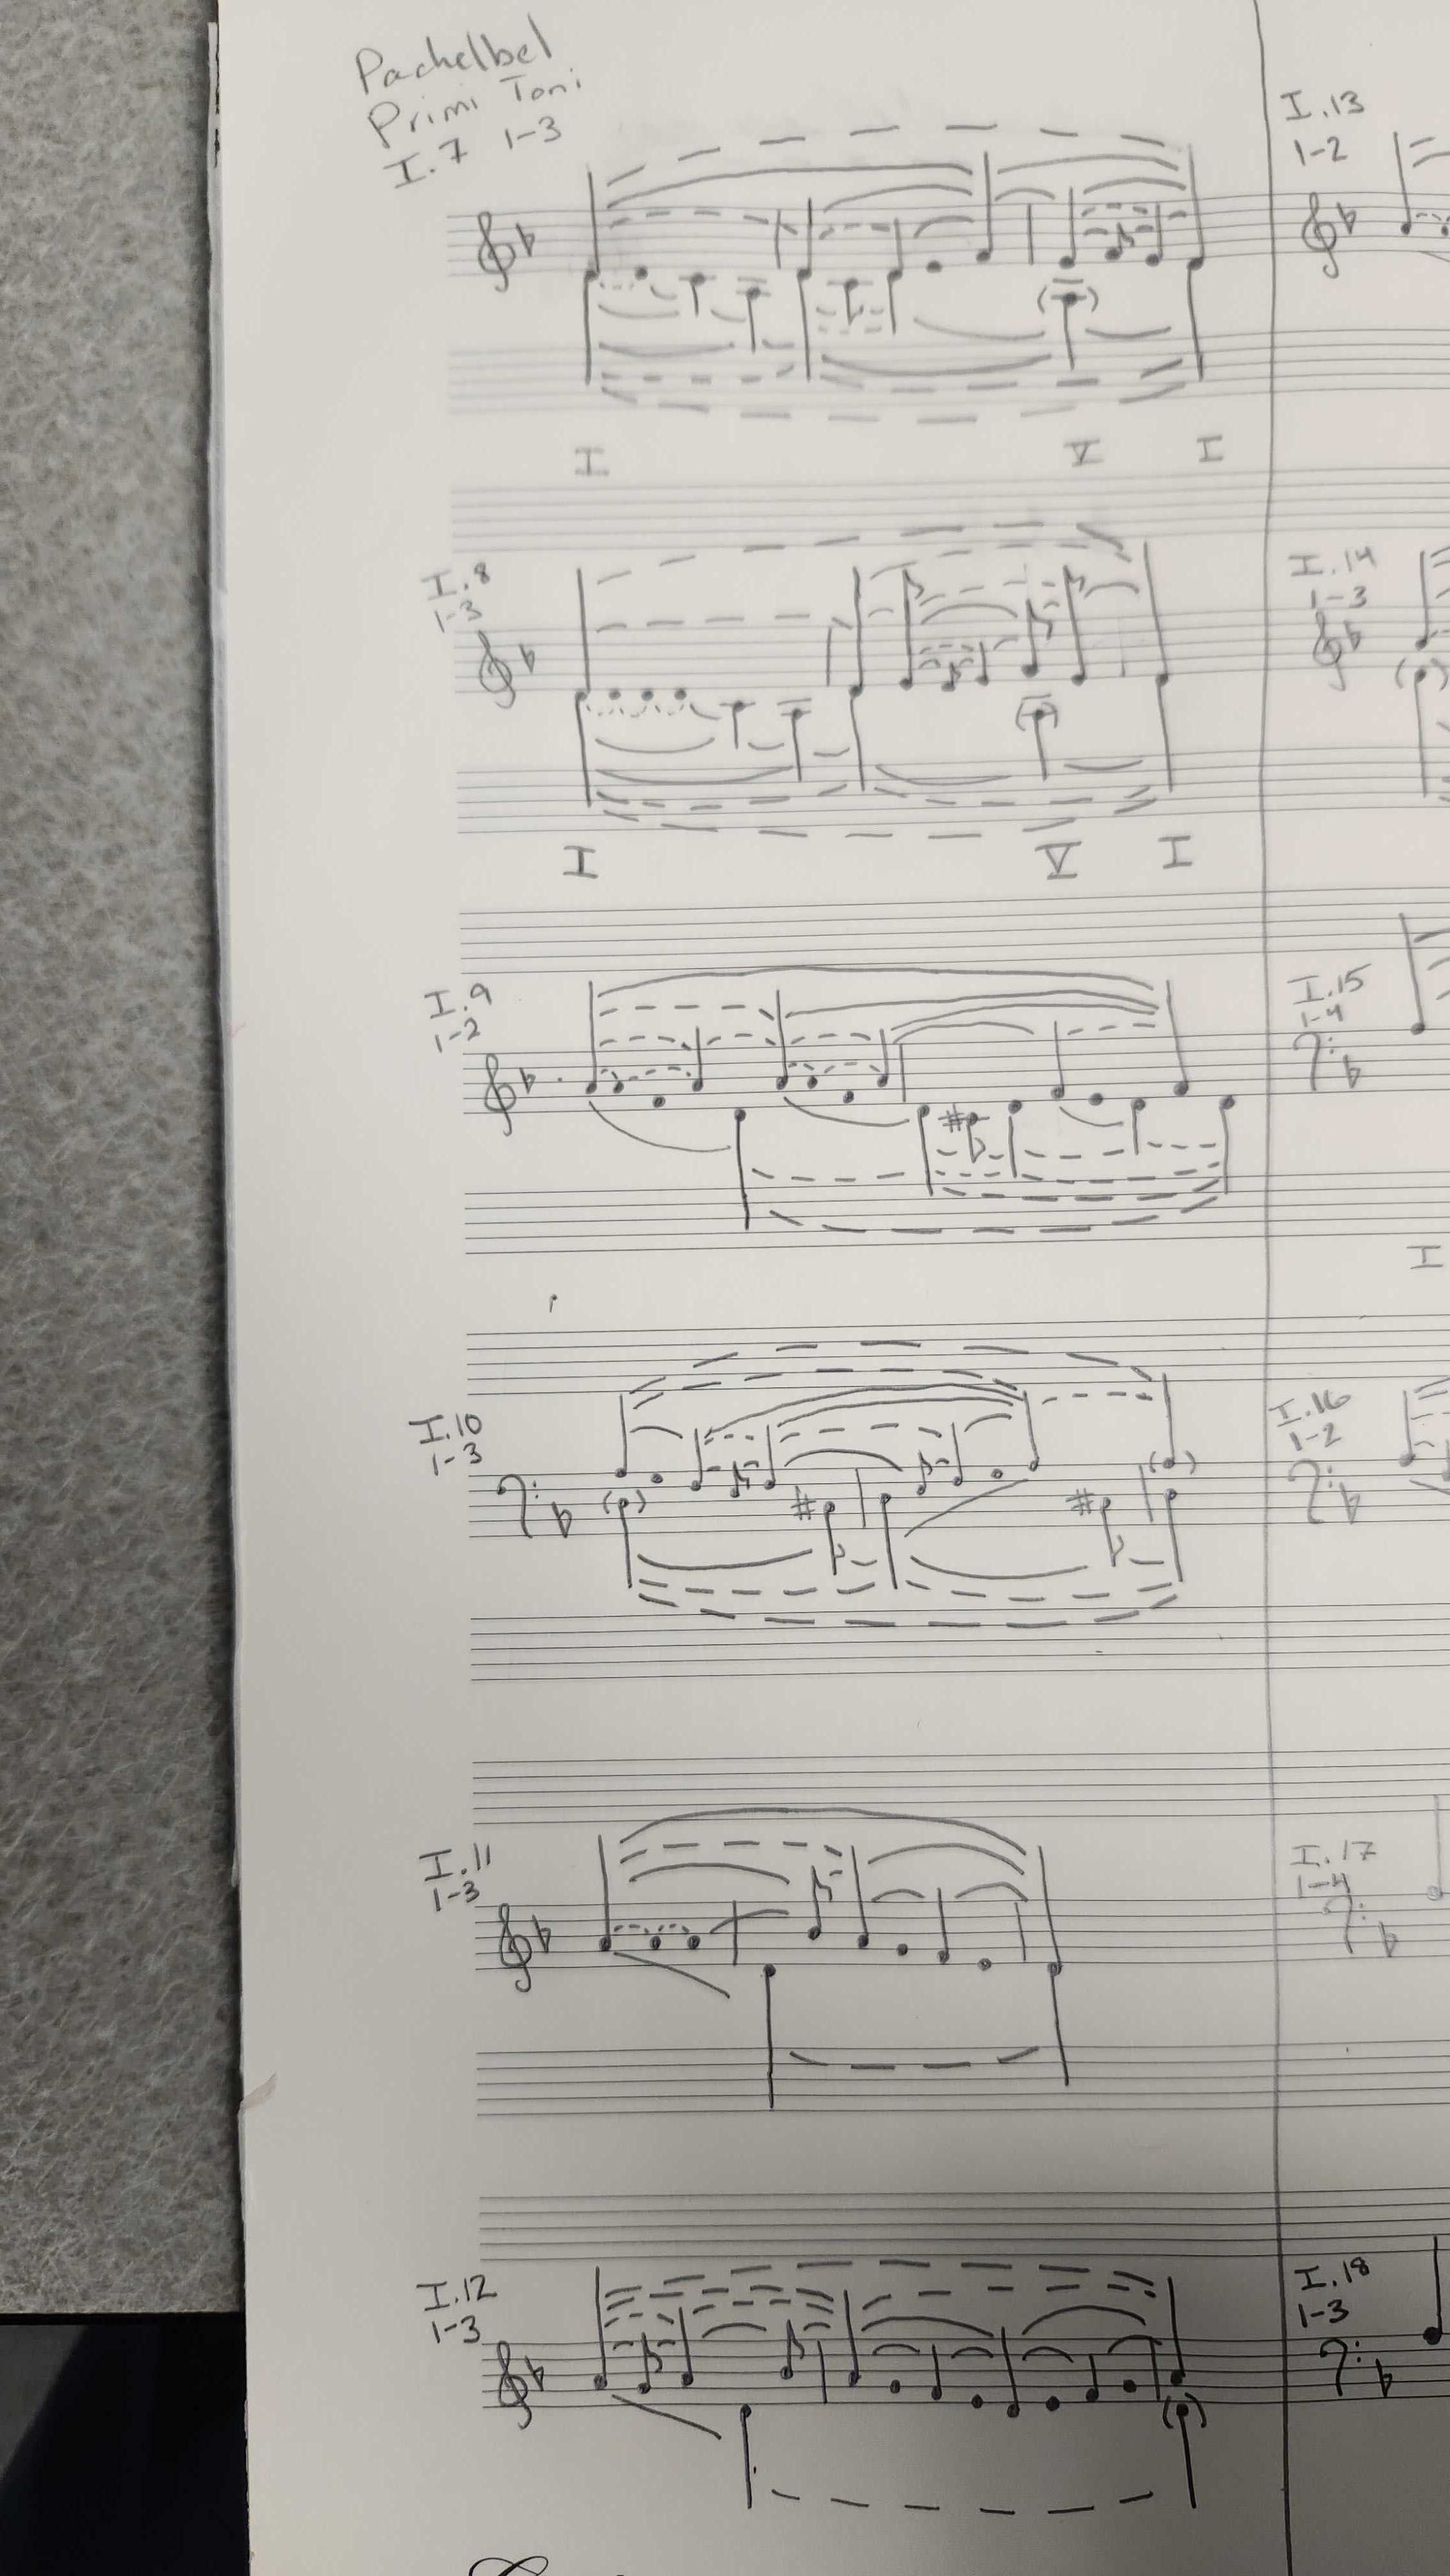 Pachelbel
Primi Toni
I.7 1-3
I V I
I.8
1-3
I V I
I.9
1-2
I.10
1-3
I.11
1-3
I.12
1-3
I.13
1-2
I.14
1-3
I.15
1-4
I
I.16
1-2
I.17
1-4
I.18
1-3